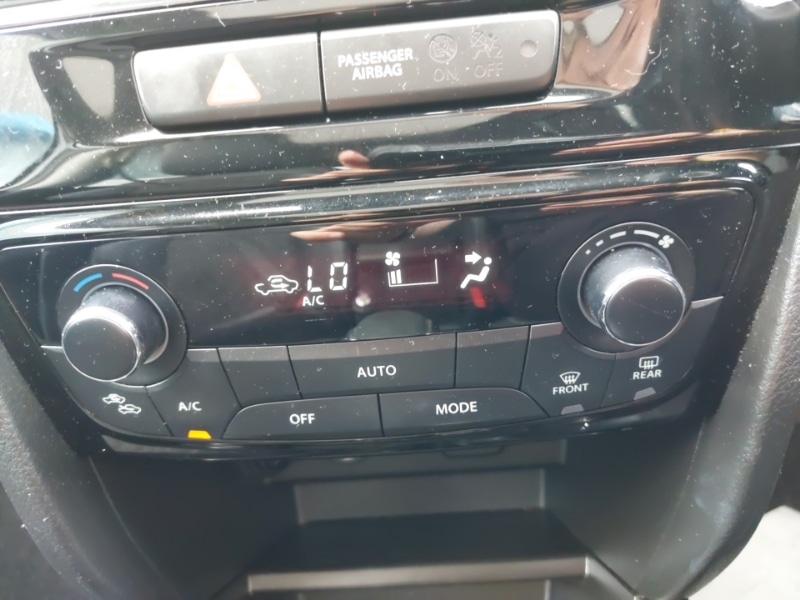 PASSENGER
AIRBAG
ON
OFF
LO
A/C
AUTO
A/C
OFF
MODE
FRONT
REAR